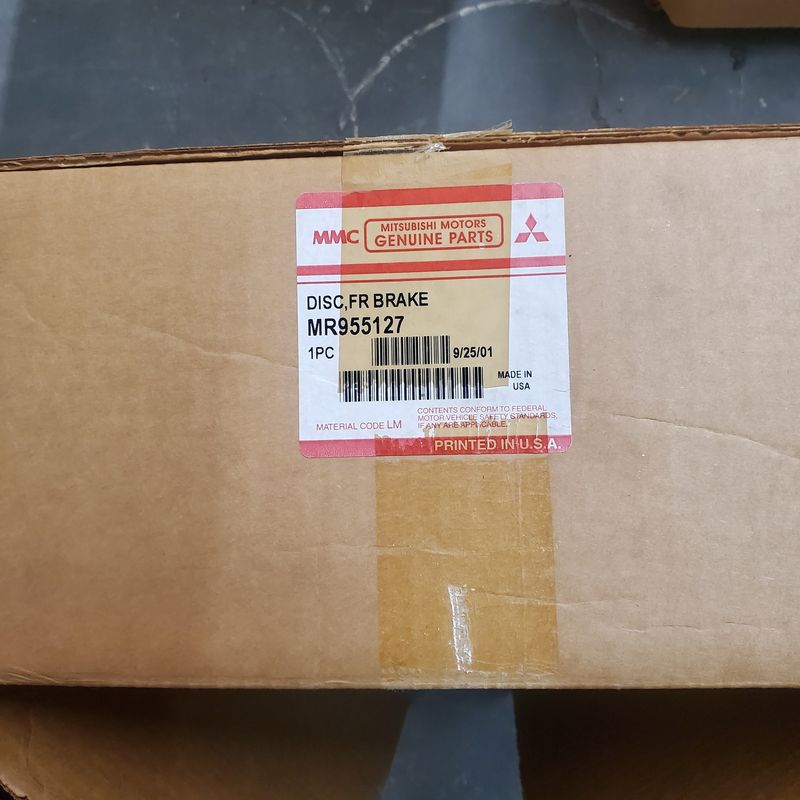 MMC
MITSUBISHI MOTORS
GENUINE PARTS
DISC,FR BRAKE
MR955127
1PC
9/25/01
MADE IN
USA
MATERIAL CODE LM
CONTENTS CONFORM TO FEDERAL
MOTOR VEHICLE SAFETY STANDARDS,
IF ANY ARE APPLICABLE.
PRINTED IN U.S.A.